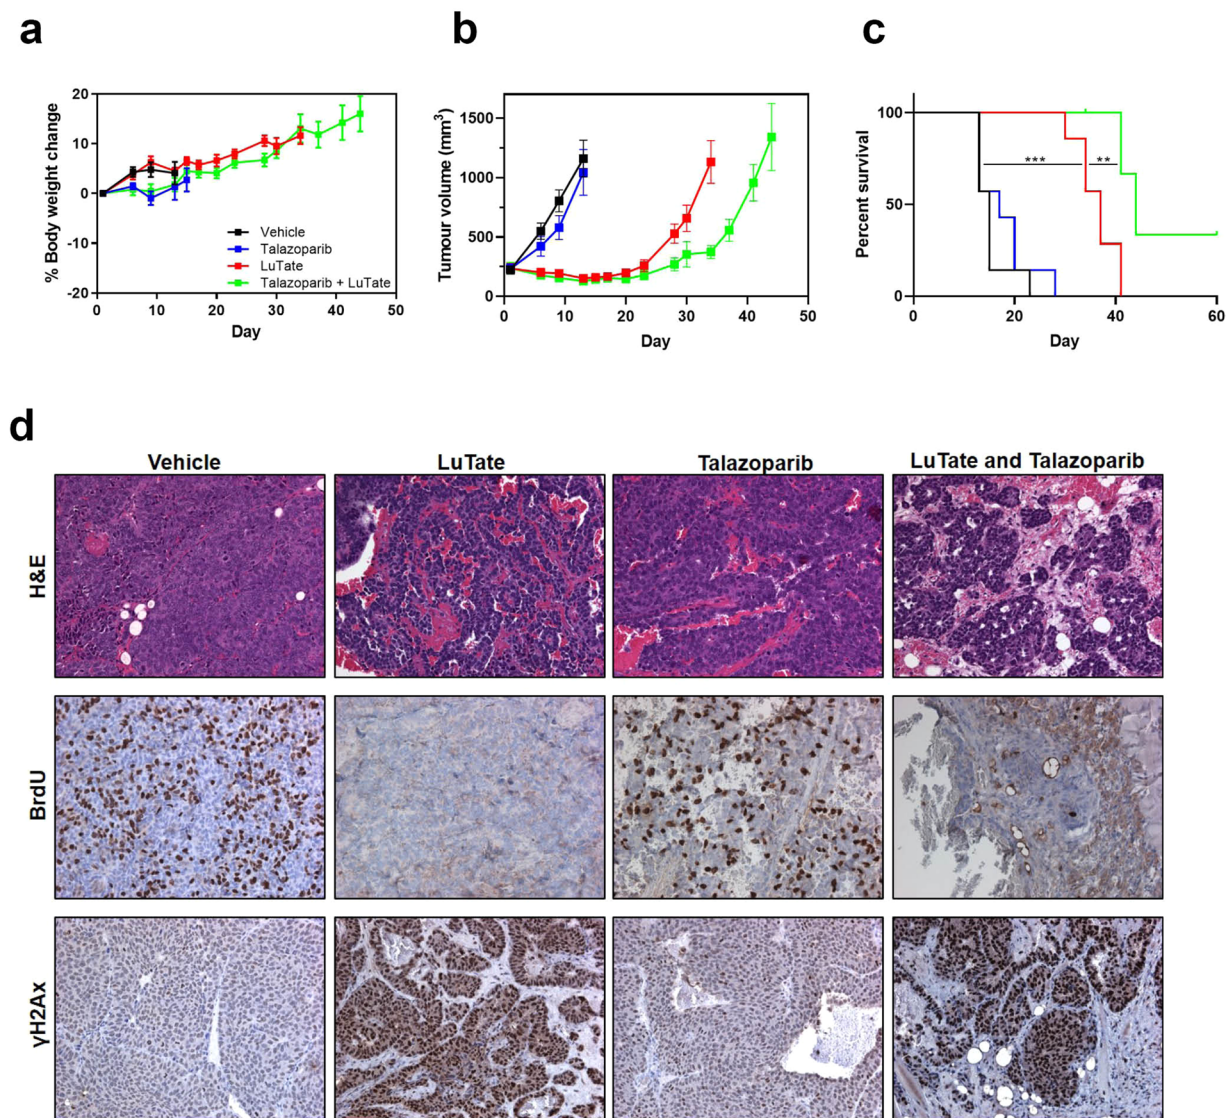 a
b
c
% Body weight change
20
10
0
-10
-20
0
10
20
30
40
50
Day
Vehicle
Talazoparib
LuTate
Talazoparib + LuTate
Tumour volume (mm³)
1500
1000
500
0
0
10
20
30
40
50
Day
Percent survival
100
50
0
0
20
40
60
Day
***
**
d
Vehicle
LuTate
Talazoparib
LuTate and Talazoparib
H&E
BrdU
γH2Ax